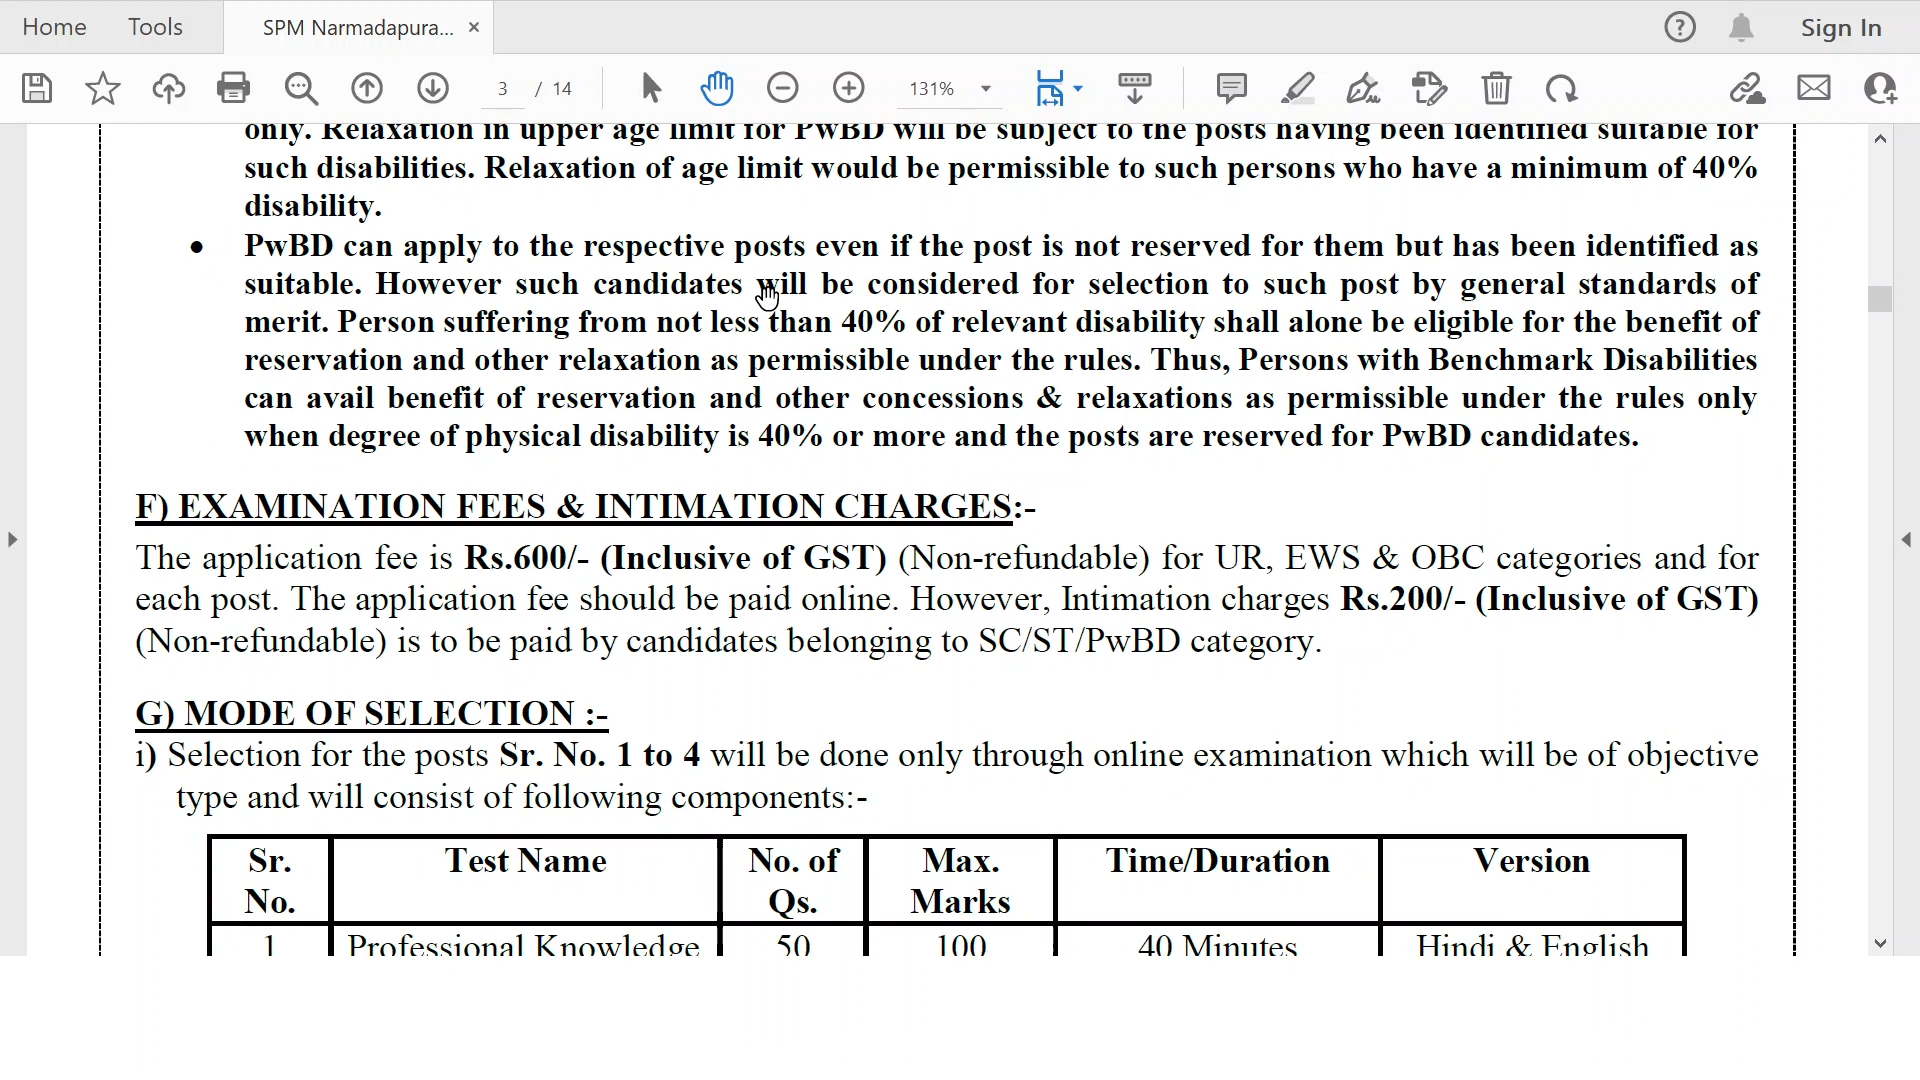 Home Tools SPM Narmadapura... × Sign In
3 / 14 131%
only. Relaxation in upper age limit for PwBD will be subject to the posts having been identified suitable for
such disabilities. Relaxation of age limit would be permissible to such persons who have a minimum of 40%
disability.
• PwBD can apply to the respective posts even if the post is not reserved for them but has been identified as
suitable. However such candidates will be considered for selection to such post by general standards of
merit. Person suffering from not less than 40% of relevant disability shall alone be eligible for the benefit of
reservation and other relaxation as permissible under the rules. Thus, Persons with Benchmark Disabilities
can avail benefit of reservation and other concessions & relaxations as permissible under the rules only
when degree of physical disability is 40% or more and the posts are reserved for PwBD candidates.
F) EXAMINATION FEES & INTIMATION CHARGES:-
The application fee is Rs.600/- (Inclusive of GST) (Non-refundable) for UR, EWS & OBC categories and for
each post. The application fee should be paid online. However, Intimation charges Rs.200/- (Inclusive of GST)
(Non-refundable) is to be paid by candidates belonging to SC/ST/PwBD category.
G) MODE OF SELECTION :-
i) Selection for the posts Sr. No. 1 to 4 will be done only through online examination which will be of objective
type and will consist of following components:-
Sr. No. Test Name No. of Qs. Max. Marks Time/Duration Version
1 Professional Knowledge 50 100 40 Minutes Hindi & English